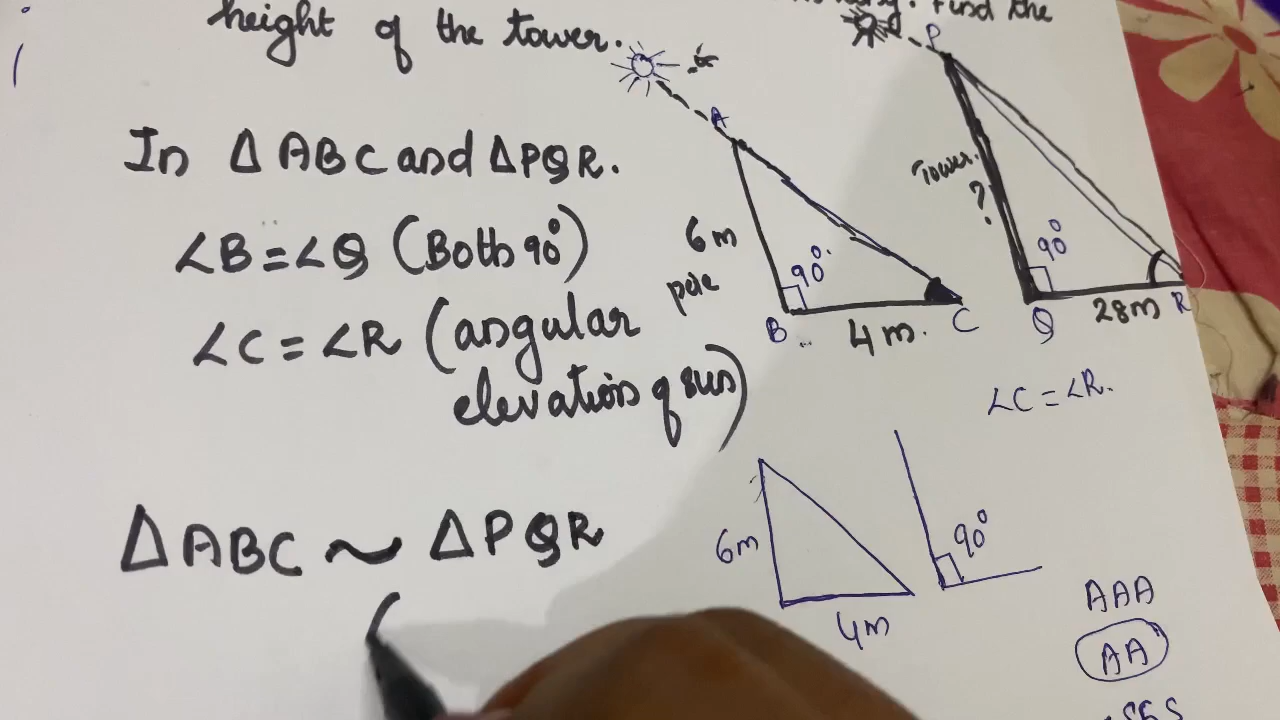 Find the
height of the tower.
In Δ ABC and ΔPQR.
∠B = ∠Q (Both 90°)
∠C = ∠R (angular
elevation of sun)
ΔABC ~ ΔPQR
(
A
6m
pole
90°
B
4m.
C
P
Tower.
?
90°
Q
28m
R
∠C = ∠R.
6m
4m
90°
AAA
AA